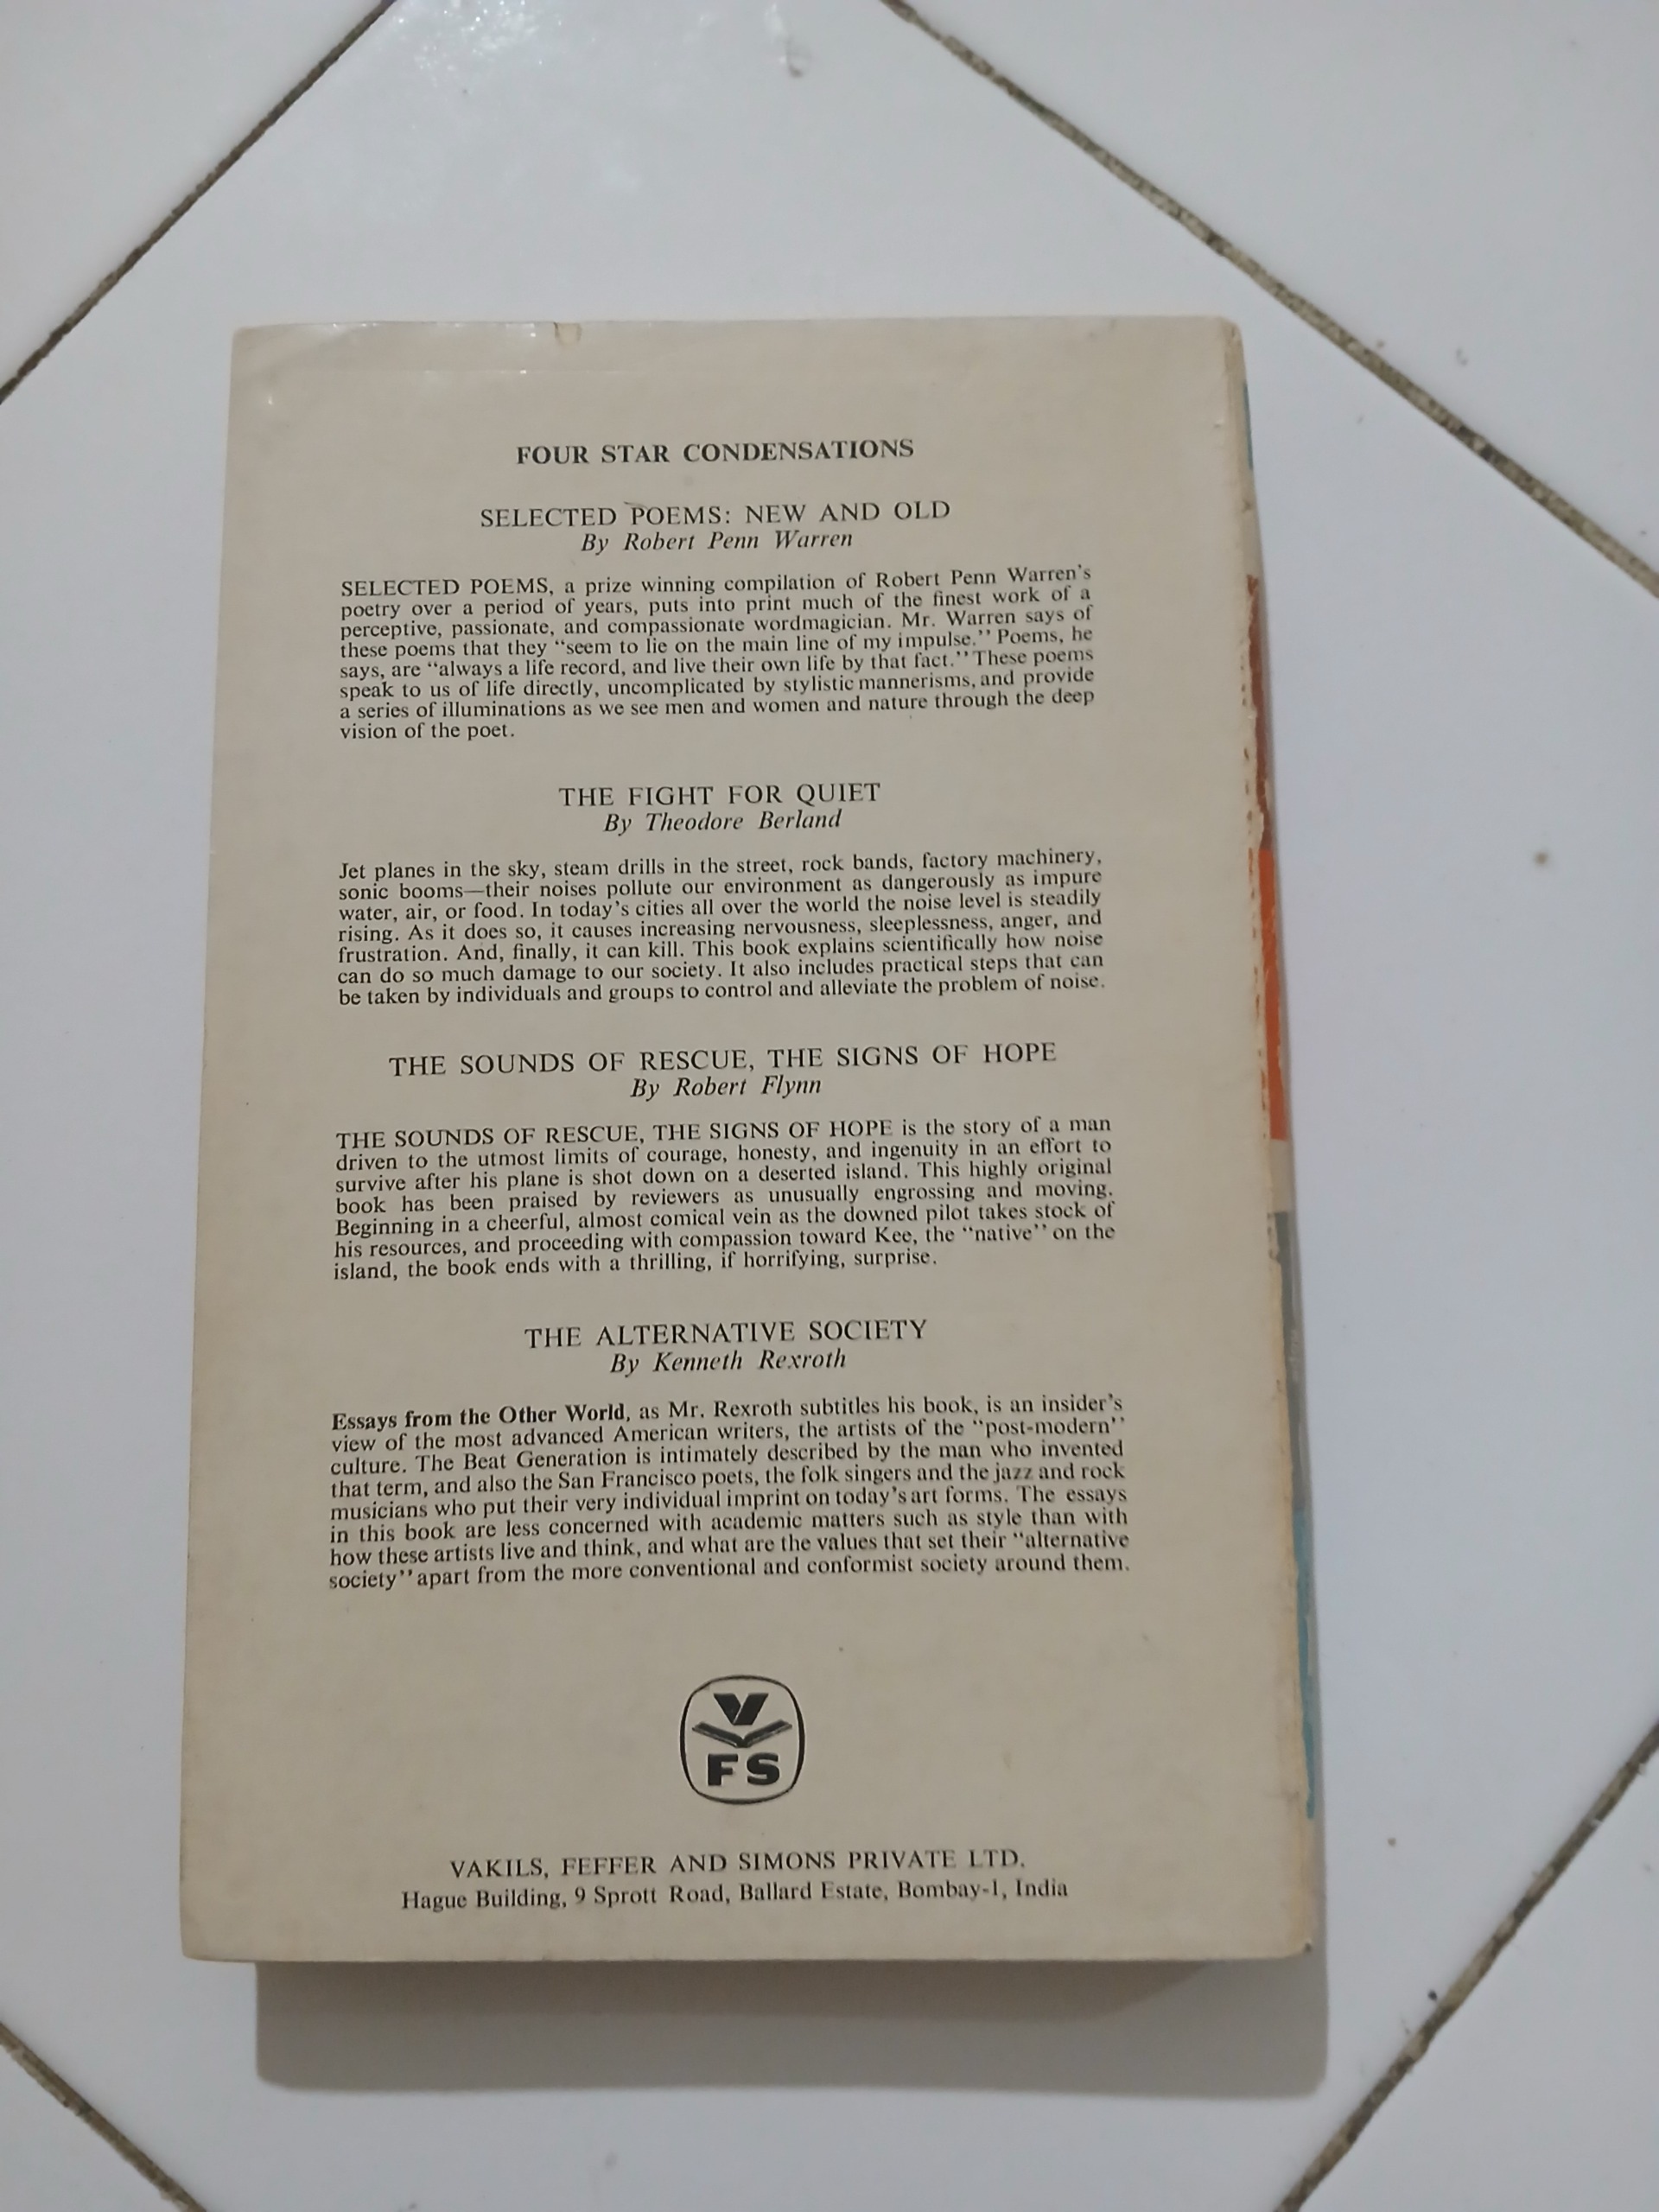 FOUR STAR CONDENSATIONS
SELECTED POEMS: NEW AND OLD
By Robert Penn Warren
SELECTED POEMS, a prize winning compilation of Robert Penn Warren's
poetry over a period of years, puts into print much of the finest work of a
perceptive, passionate, and compassionate wordmagician. Mr. Warren says of
these poems that they "seem to lie on the main line of my impulse." Poems, he
says, are "always a life record, and live their own life by that fact." These poems
speak to us of life directly, uncomplicated by stylistic mannerisms, and provide
a series of illuminations as we see men and women and nature through the deep
vision of the poet.
THE FIGHT FOR QUIET
By Theodore Berland
Jet planes in the sky, steam drills in the street, rock bands, factory machinery,
sonic booms—their noises pollute our environment as dangerously as impure
water, air, or food. In today's cities all over the world the noise level is steadily
rising. As it does so, it causes increasing nervousness, sleeplessness, anger, and
frustration. And, finally, it can kill. This book explains scientifically how noise
can do so much damage to our society. It also includes practical steps that can
be taken by individuals and groups to control and alleviate the problem of noise.
THE SOUNDS OF RESCUE, THE SIGNS OF HOPE
By Robert Flynn
THE SOUNDS OF RESCUE, THE SIGNS OF HOPE is the story of a man
driven to the utmost limits of courage, honesty, and ingenuity in an effort to
survive after his plane is shot down on a deserted island. This highly original
book has been praised by reviewers as unusually engrossing and moving.
Beginning in a cheerful, almost comical vein as the downed pilot takes stock of
his resources, and proceeding with compassion toward Kee, the "native" on the
island, the book ends with a thrilling, if horrifying, surprise.
THE ALTERNATIVE SOCIETY
By Kenneth Rexroth
Essays from the Other World, as Mr. Rexroth subtitles his book, is an insider's
view of the most advanced American writers, the artists of the "post-modern"
culture. The Beat Generation is intimately described by the man who invented
that term, and also the San Francisco poets, the folk singers and the jazz and rock
musicians who put their very individual imprint on today's art forms. The essays
in this book are less concerned with academic matters such as style than with
how these artists live and think, and what are the values that set their "alternative
society" apart from the more conventional and conformist society around them.
V
FS
VAKILS, FEFFER AND SIMONS PRIVATE LTD.
Hague Building, 9 Sprott Road, Ballard Estate, Bombay-1, India